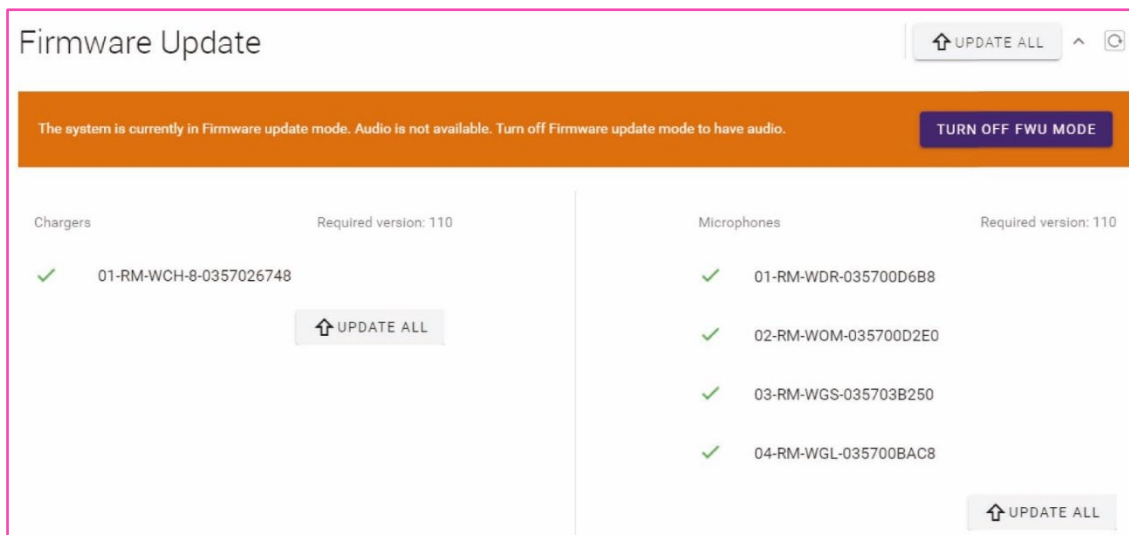 Firmware Update
UPDATE ALL
The system is currently in Firmware update mode. Audio is not available. Turn off Firmware update mode to have audio.
TURN OFF FWU MODE
Chargers
Required version: 110
01-RM-WCH-8-0357026748
UPDATE ALL
Microphones
Required version: 110
01-RM-WDR-035700D6B8
02-RM-WOM-035700D2E0
03-RM-WGS-035703B250
04-RM-WGL-035700BAC8
UPDATE ALL